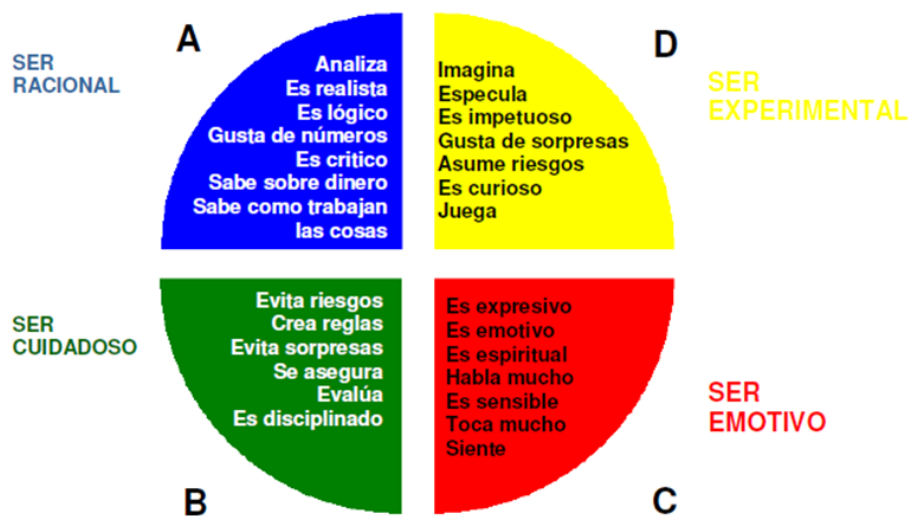 A
SER
RACIONAL
Analiza
Es realista
Es lógico
Gusta de números
Es critico
Sabe sobre dinero
Sabe como trabajan
las cosas
D
Imagina
Especula
Es impetuoso
Gusta de sorpresas
Asume riesgos
Es curioso
Juega
SER
EXPERIMENTAL
SER
CUIDADOSO
Evita riesgos
Crea reglas
Evita sorpresas
Se asegura
Evalúa
Es disciplinado
B
Es expresivo
Es emotivo
Es espiritual
Habla mucho
Es sensible
Toca mucho
Siente
SER
EMOTIVO
C